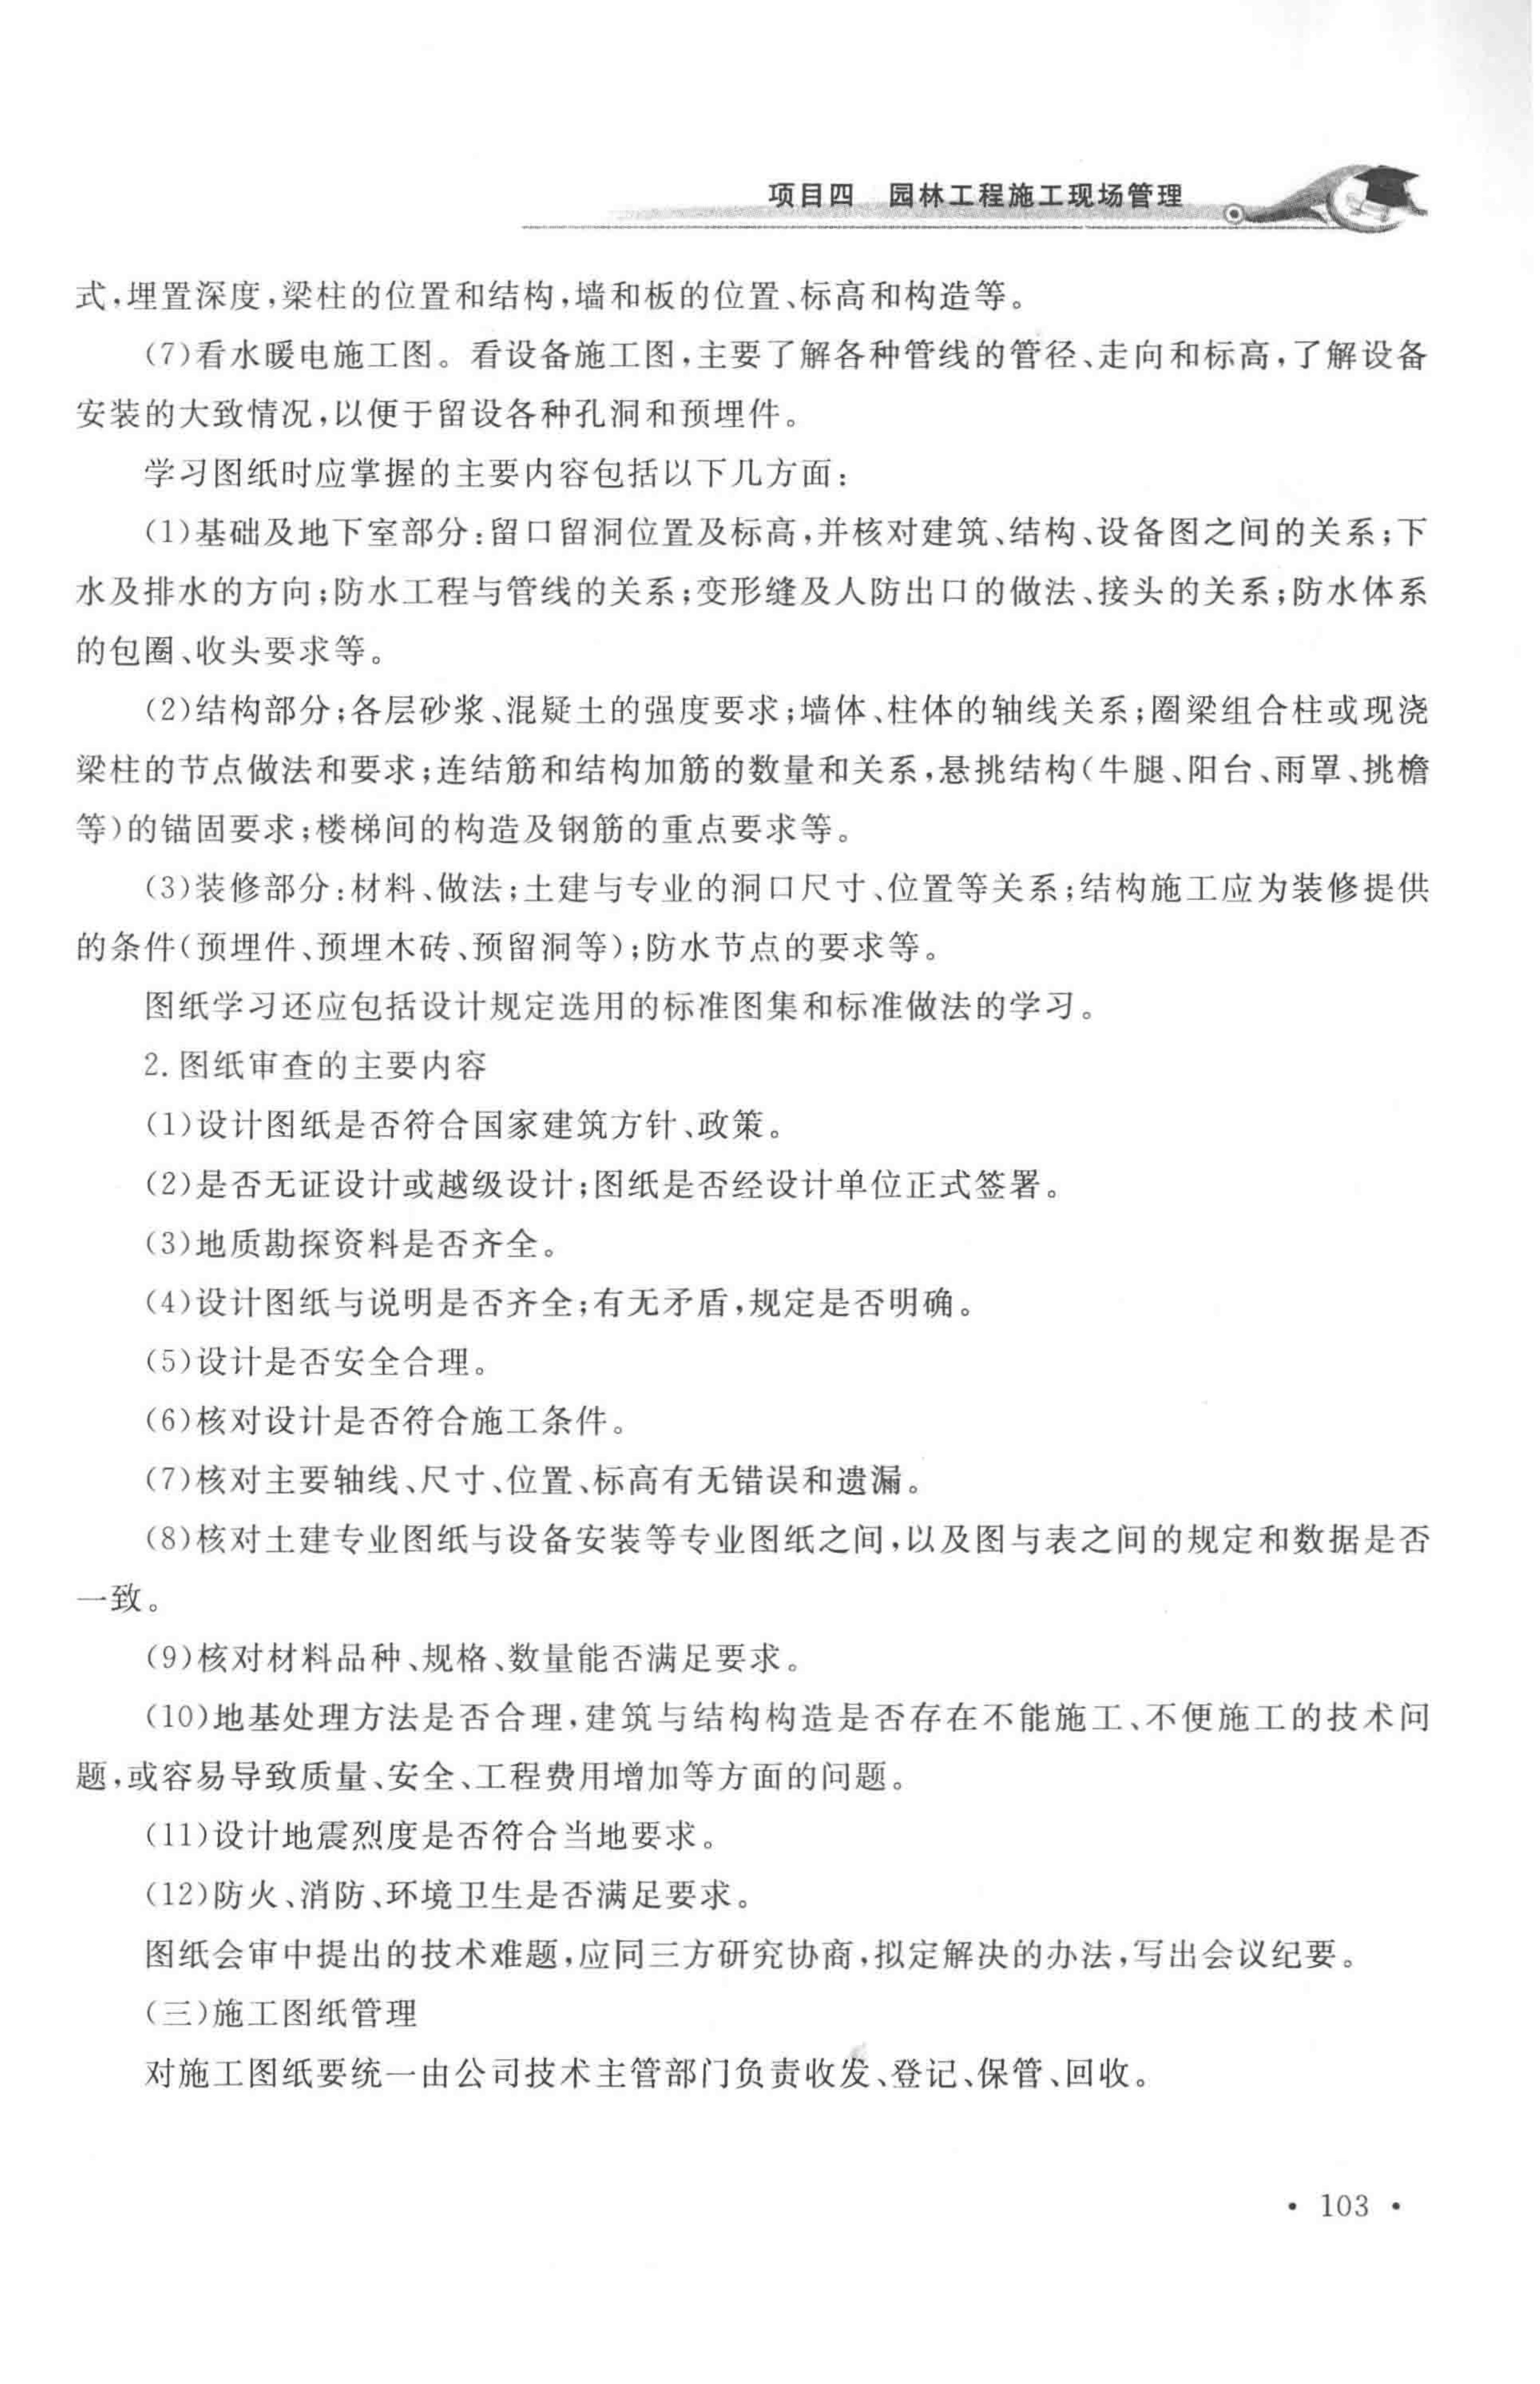 项目四 园林工程施工现场管理
式,埋置深度,梁柱的位置和结构,墙和板的位置、标高和构造等。
(7)看水暖电施工图。看设备施工图,主要了解各种管线的管径、走向和标高,了解设备
安装的大致情况,以便于留设各种孔洞和预埋件。
学习图纸时应掌握的主要内容包括以下几方面:
(1)基础及地下室部分:留口留洞位置及标高,并核对建筑、结构、设备图之间的关系;下
水及排水的方向;防水工程与管线的关系;变形缝及人防出口的做法、接头的关系;防水体系
的包圈、收头要求等。
(2)结构部分;各层砂浆、混凝土的强度要求;墙体、柱体的轴线关系;圈梁组合柱或现浇
梁柱的节点做法和要求;连结筋和结构加筋的数量和关系,悬挑结构(牛腿、阳台、雨罩、挑檐
等)的锚固要求;楼梯间的构造及钢筋的重点要求等。
(3)装修部分:材料、做法;土建与专业的洞口尺寸、位置等关系;结构施工应为装修提供
的条件(预埋件、预埋木砖、预留洞等);防水节点的要求等。
图纸学习还应包括设计规定选用的标准图集和标准做法的学习。
2.图纸审查的主要内容
(1)设计图纸是否符合国家建筑方针、政策。
(2)是否无证设计或越级设计;图纸是否经设计单位正式签署。
(3)地质勘探资料是否齐全。
(4)设计图纸与说明是否齐全;有无矛盾,规定是否明确。
(5)设计是否安全合理。
(6)核对设计是否符合施工条件。
(7)核对主要轴线、尺寸、位置、标高有无错误和遗漏。
(8)核对土建专业图纸与设备安装等专业图纸之间,以及图与表之间的规定和数据是否
一致。
(9)核对材料品种、规格、数量能否满足要求。
(10)地基处理方法是否合理,建筑与结构构造是否存在不能施工、不便施工的技术问
题,或容易导致质量、安全、工程费用增加等方面的问题。
(11)设计地震烈度是否符合当地要求。
(12)防火、消防、环境卫生是否满足要求。
图纸会审中提出的技术难题,应同三方研究协商,拟定解决的办法,写出会议纪要。
(三)施工图纸管理
对施工图纸要统一由公司技术主管部门负责收发、登记、保管、回收。
• 103 •